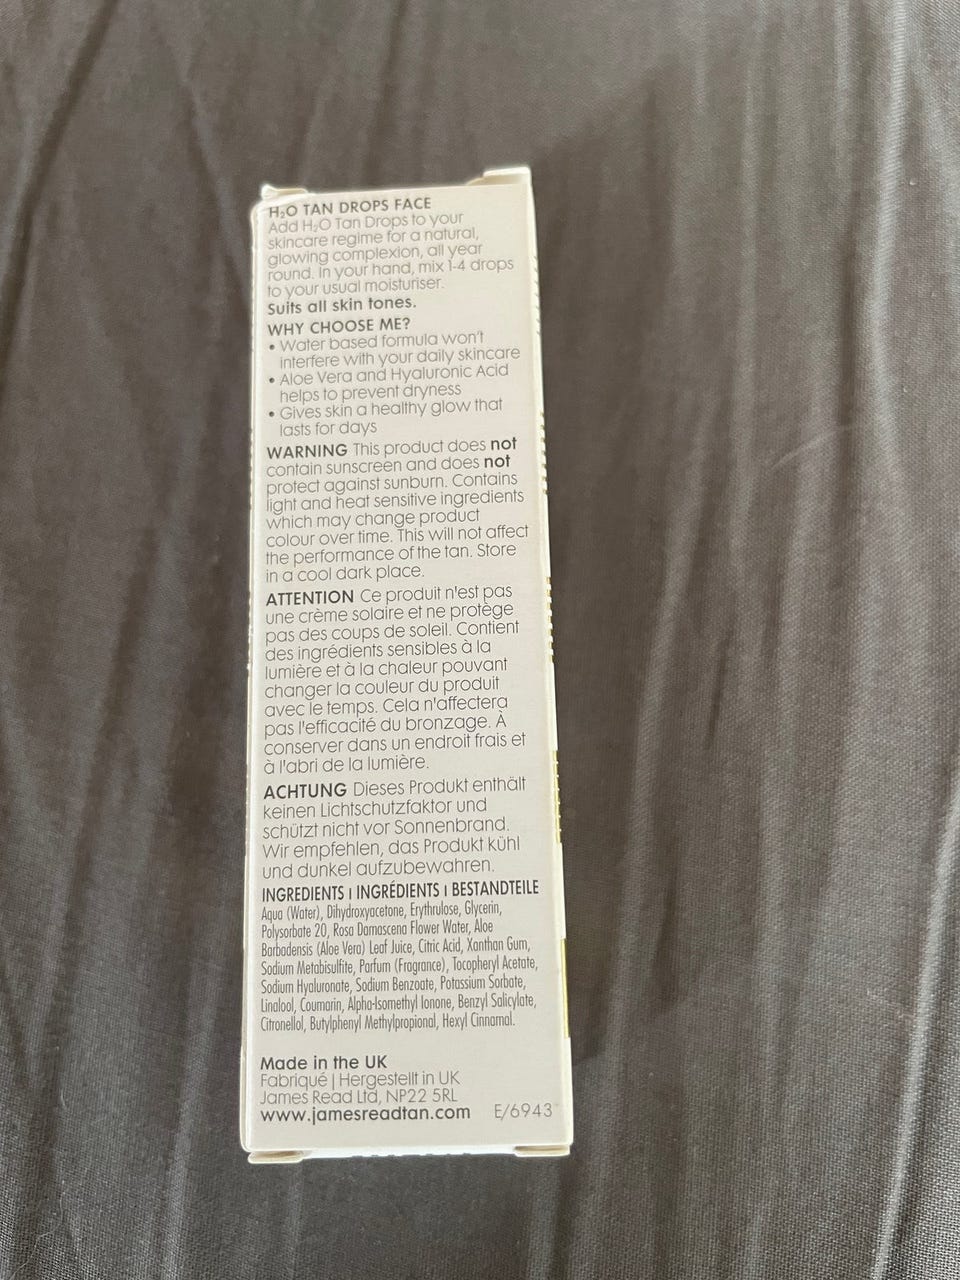 H₂O TAN DROPS FACE
Add H₂O Tan Drops to your
skincare regime for a natural,
glowing complexion, all year
round. In your hand, mix 1-4 drops
to your usual moisturiser.
Suits all skin tones.
WHY CHOOSE ME?
• Water based formula won't
interfere with your daily skincare
• Aloe Vera and Hyaluronic Acid
helps to prevent dryness
• Gives skin a healthy glow that
lasts for days
WARNING This product does not
contain sunscreen and does not
protect against sunburn. Contains
light and heat sensitive ingredients
which may change product
colour over time. This will not affect
the performance of the tan. Store
in a cool dark place.
ATTENTION Ce produit n'est pas
une crème solaire et ne protège
pas des coups de soleil. Contient
des ingrédients sensibles à la
lumière et à la chaleur pouvant
changer la couleur du produit
avec le temps. Cela n'affectera
pas l'efficacité du bronzage. À
conserver dans un endroit frais et
à l'abri de la lumière.
ACHTUNG Dieses Produkt enthält
keinen Lichtschutzfaktor und
schützt nicht vor Sonnenbrand.
Wir empfehlen, das Produkt kühl
und dunkel aufzubewahren.
INGREDIENTS | INGRÉDIENTS | BESTANDTEILE
Aqua (Water), Dihydroxyacetone, Erythrulose, Glycerin,
Polysorbate 20, Rosa Damascena Flower Water, Aloe
Barbadensis (Aloe Vera) Leaf Juice, Citric Acid, Xanthan Gum,
Sodium Metabisulfite, Parfum (Fragrance), Tocopheryl Acetate,
Sodium Hyaluronate, Sodium Benzoate, Potassium Sorbate,
Linalool, Coumarin, Alpha-Isomethyl Ionone, Benzyl Salicylate,
Citronellol, Butylphenyl Methylpropional, Hexyl Cinnamal.
Made in the UK
Fabriqué | Hergestellt in UK
James Read Ltd, NP22 5RL
www.jamesreadtan.com E/6943